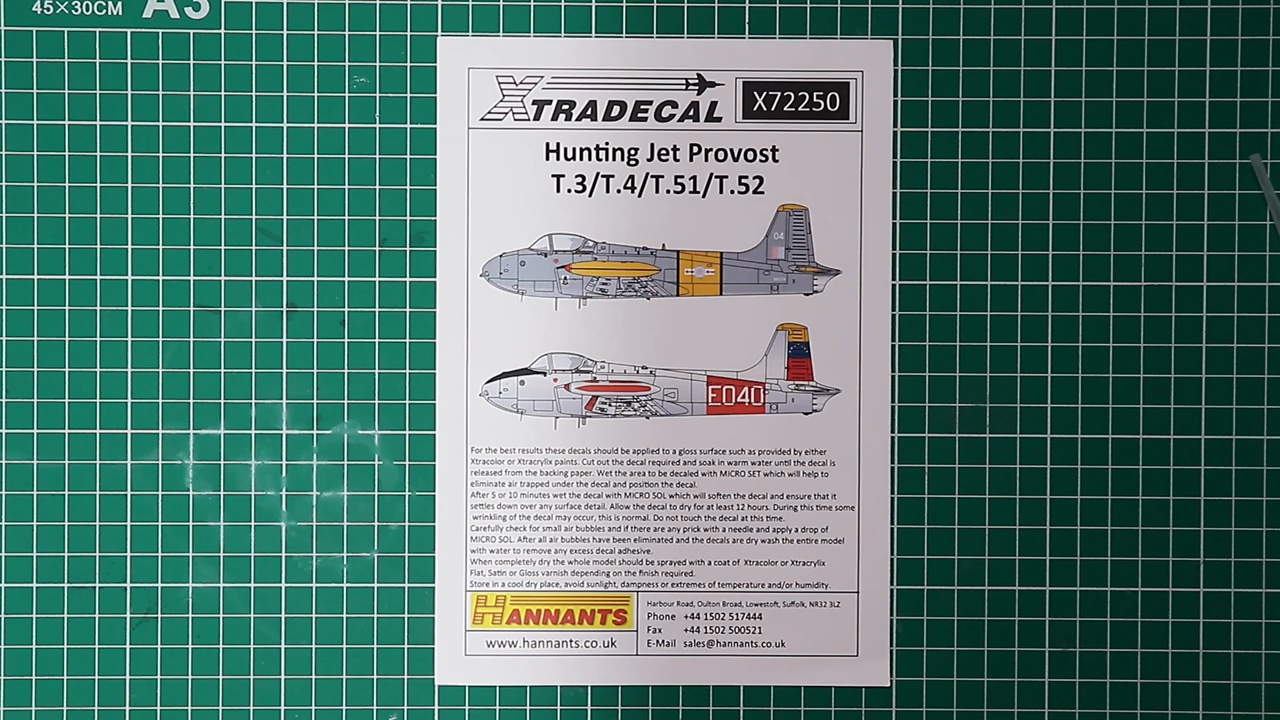 45×30CM A3
XTRADECAL
X72250
Hunting Jet Provost
T.3/T.4/T.51/T.52
04
E040
For the best results these decals should be applied to a gloss surface such as provided by either
Xtracolor or Xtracrylix paints. Cut out the decal required and soak in warm water until the decal is
released from the backing paper. Wet the area to be decaled with MICRO SET which will help to
eliminate air trapped under the decal and position the decal.
After 5 or 10 minutes wet the decal with MICRO SOL which will soften the decal and ensure that it
settles down over any surface detail. Allow the decal to dry for at least 12 hours. During this time some
wrinkling of the decal may occur, this is normal. Do not touch the decal at this time.
Carefully check for small air bubbles and if there are any prick with a needle and apply a drop of
MICRO SOL. After all air bubbles have been eliminated and the decals are dry wash the entire model
with water to remove any excess decal adhesive.
When completely dry the whole model should be sprayed with a coat of Xtracolor or Xtracrylix
Flat, Satin or Gloss varnish depending on the finish required.
Store in a cool dry place, avoid sunlight, dampness or extremes of temperature and/or humidity.
HANNANTS
www.hannants.co.uk
Harbour Road, Oulton Broad, Lowestoft, Suffolk, NR32 3LZ
Phone +44 1502 517444
Fax +44 1502 500521
E-Mail sales@hannants.co.uk